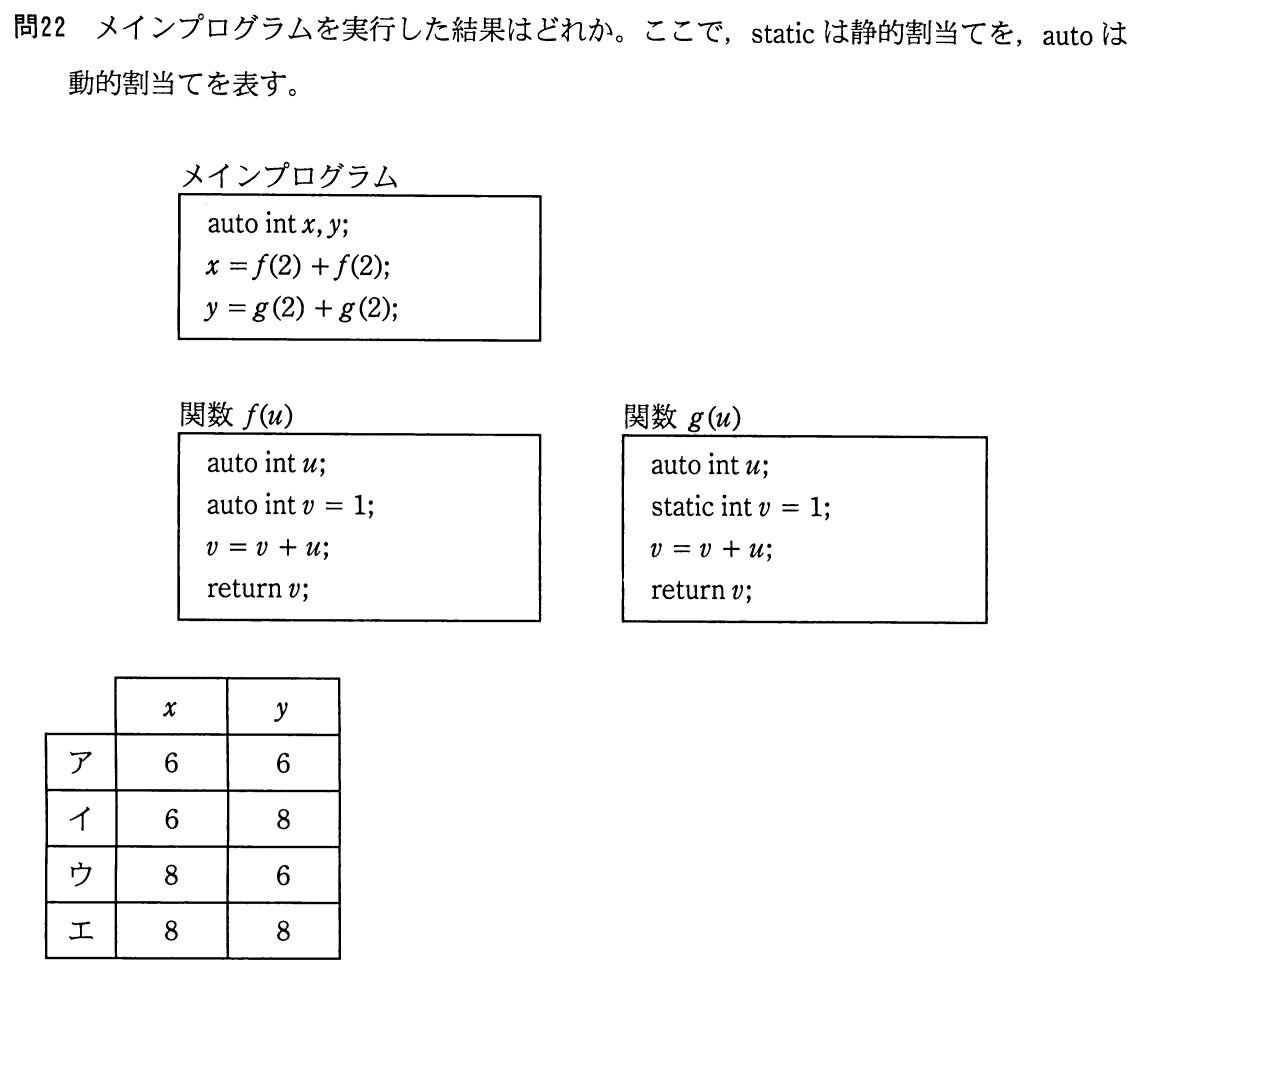 問22 メインプログラムを実行した結果はどれか。ここで，static は静的割当てを，auto は
動的割当てを表す。
メインプログラム
auto int x, y;
x = f(2) + f(2);
y = g(2) + g(2);
関数 f(u)
auto int u;
auto int v = 1;
v = v + u;
return v;
関数 g(u)
auto int u;
static int v = 1;
v = v + u;
return v;
x y
ア 6 6
イ 6 8
ウ 8 6
エ 8 8